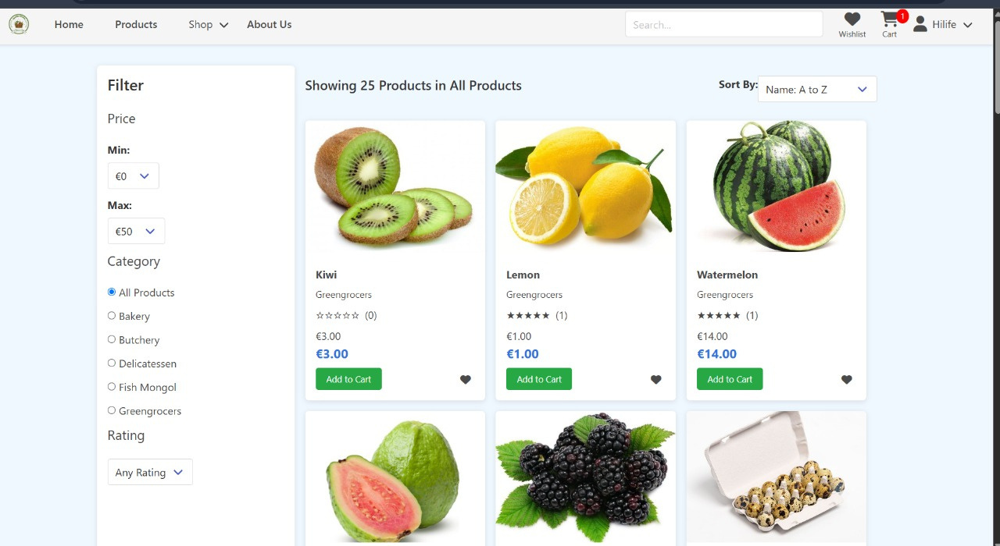 Home
Products
Shop
About Us
Search...
Wishlist
1
Cart
Hilife
Filter
Price
Min:
€0
Max:
€50
Category
All Products
Bakery
Butchery
Delicatessen
Fish Mongol
Greengrocers
Rating
Any Rating
Showing 25 Products in All Products
Sort By:
Name: A to Z
Kiwi
Greengrocers
☆☆☆☆☆ (0)
€3.00
€3.00
Add to Cart
Lemon
Greengrocers
★★★★★ (1)
€1.00
€1.00
Add to Cart
Watermelon
Greengrocers
★★★★★ (1)
€14.00
€14.00
Add to Cart